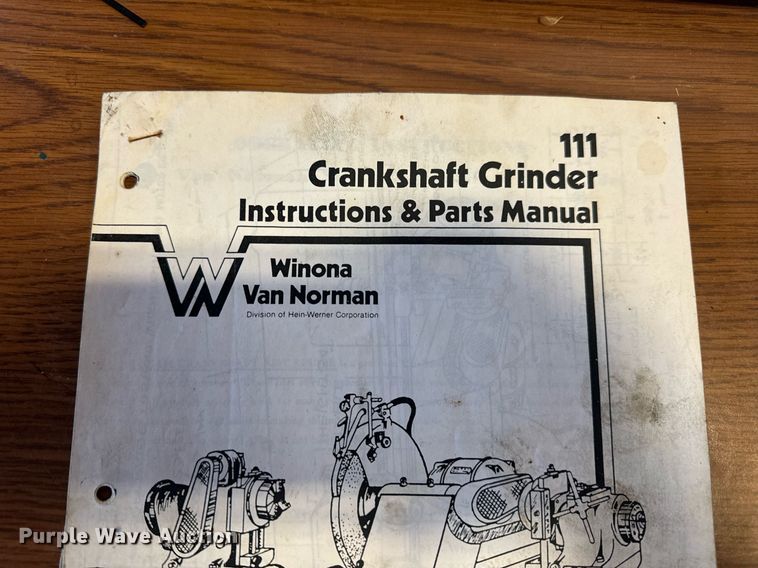 111
Crankshaft Grinder
Instructions & Parts Manual
Winona
Van Norman
Division of Hein-Werner Corporation
Purple Wave Auction